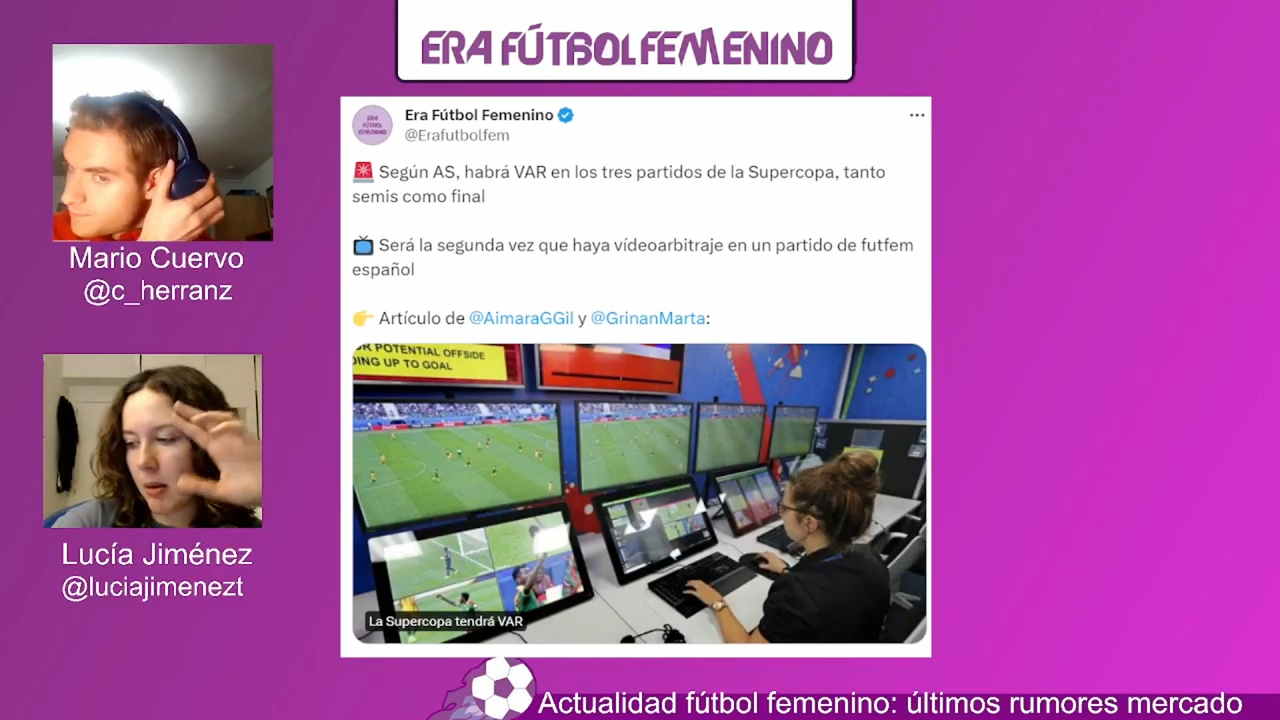 ERA FÚTBOL FEMENINO
Mario Cuervo
@c_herranz
Lucía Jiménez
@luciajimenezt
ERA
FÚTBOL
FEMENINO
Era Fútbol Femenino
@Erafutbolfem
Según AS, habrá VAR en los tres partidos de la Supercopa, tanto
semis como final
Será la segunda vez que haya vídeoarbitraje en un partido de futfem
español
Artículo de @AimaraGGil y @GrinanMarta:
OR POTENTIAL OFFSIDE
DING UP TO GOAL
La Supercopa tendrá VAR
Actualidad fútbol femenino: últimos rumores mercado